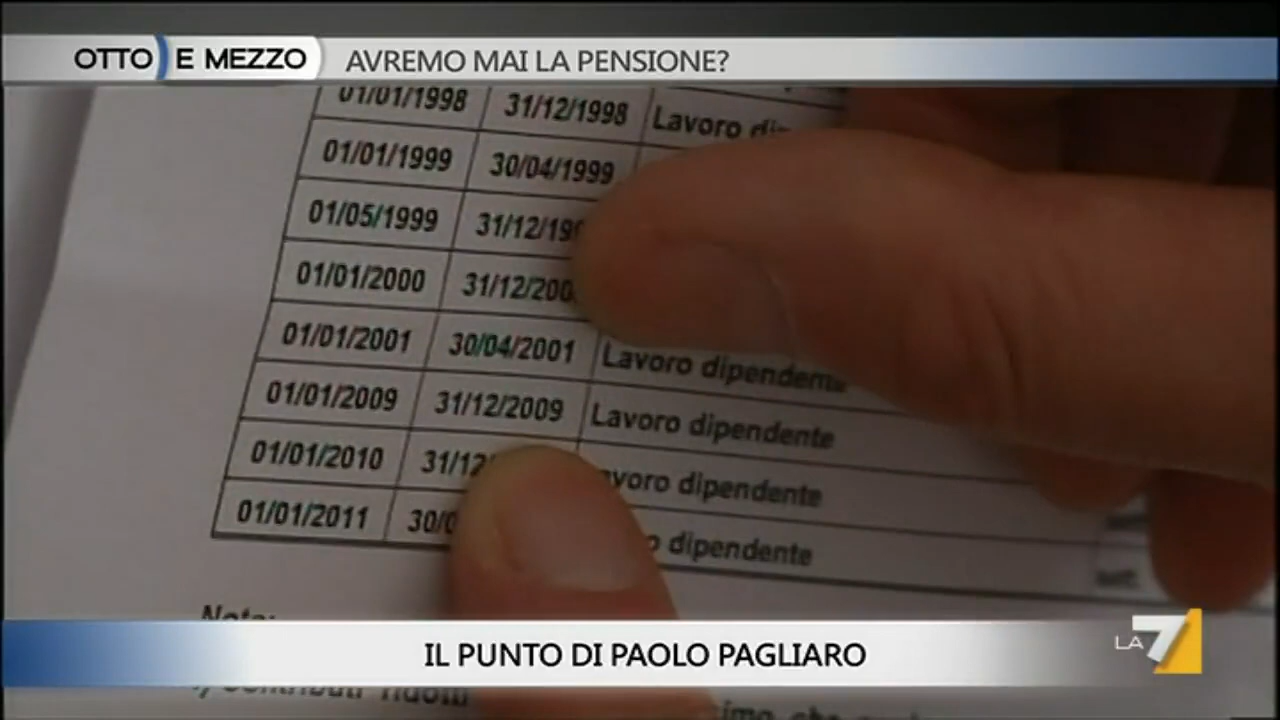 OTTO E MEZZO AVREMO MAI LA PENSIONE?
01/01/1998 31/12/1998 Lavoro
01/01/1999 30/04/1999
01/05/1999
01/01/2000
01/01/2001 30/04/2001 Lavoro dipendente
01/01/2009 31/12/2009 Lavoro dipendente
01/01/2010 dipendente
01/01/2011 dipendente
Note:
IL PUNTO DI PAOLO PAGLIARO
LA7